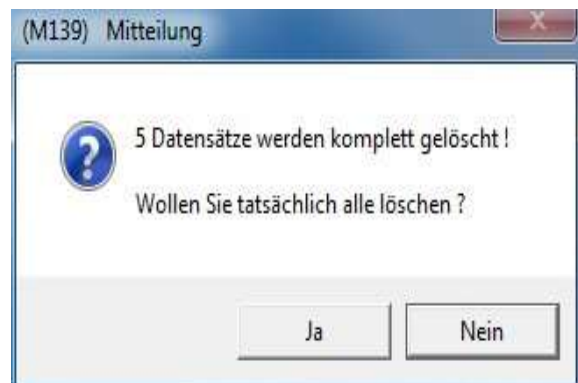 (M139) Mitteilung
5 Datensätze werden komplett gelöscht !
Wollen Sie tatsächlich alle löschen ?
Ja
Nein